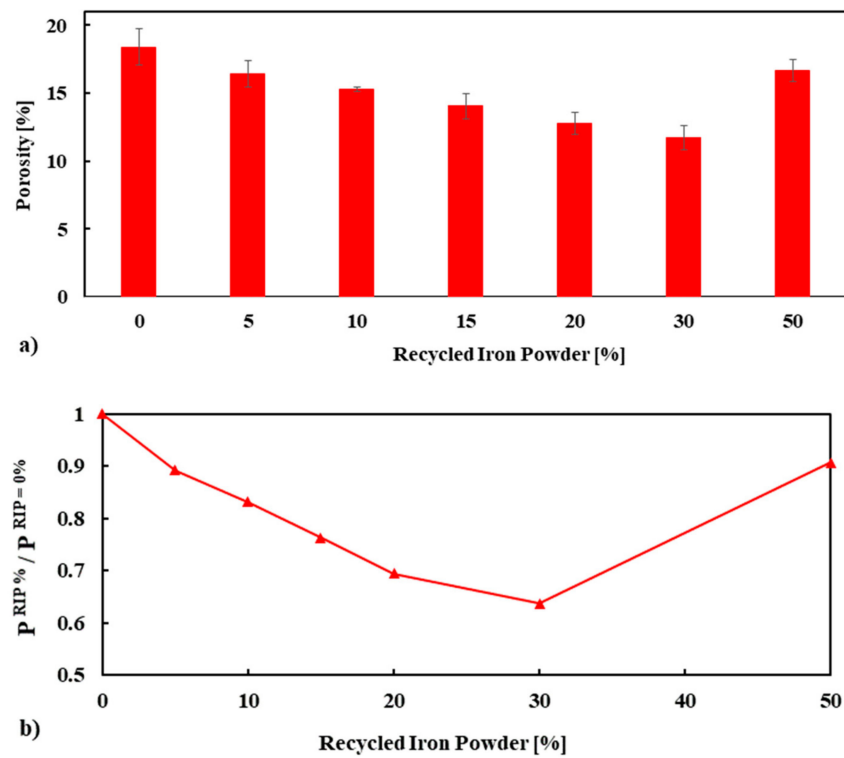 20
15
10
5
0
Porosity [%]
0 5 10 15 20 30 50
a)
Recycled Iron Powder [%]
1
0.9
0.8
0.7
0.6
0.5
P RIP % / P RIP = 0%
0 10 20 30 40 50
b)
Recycled Iron Powder [%]